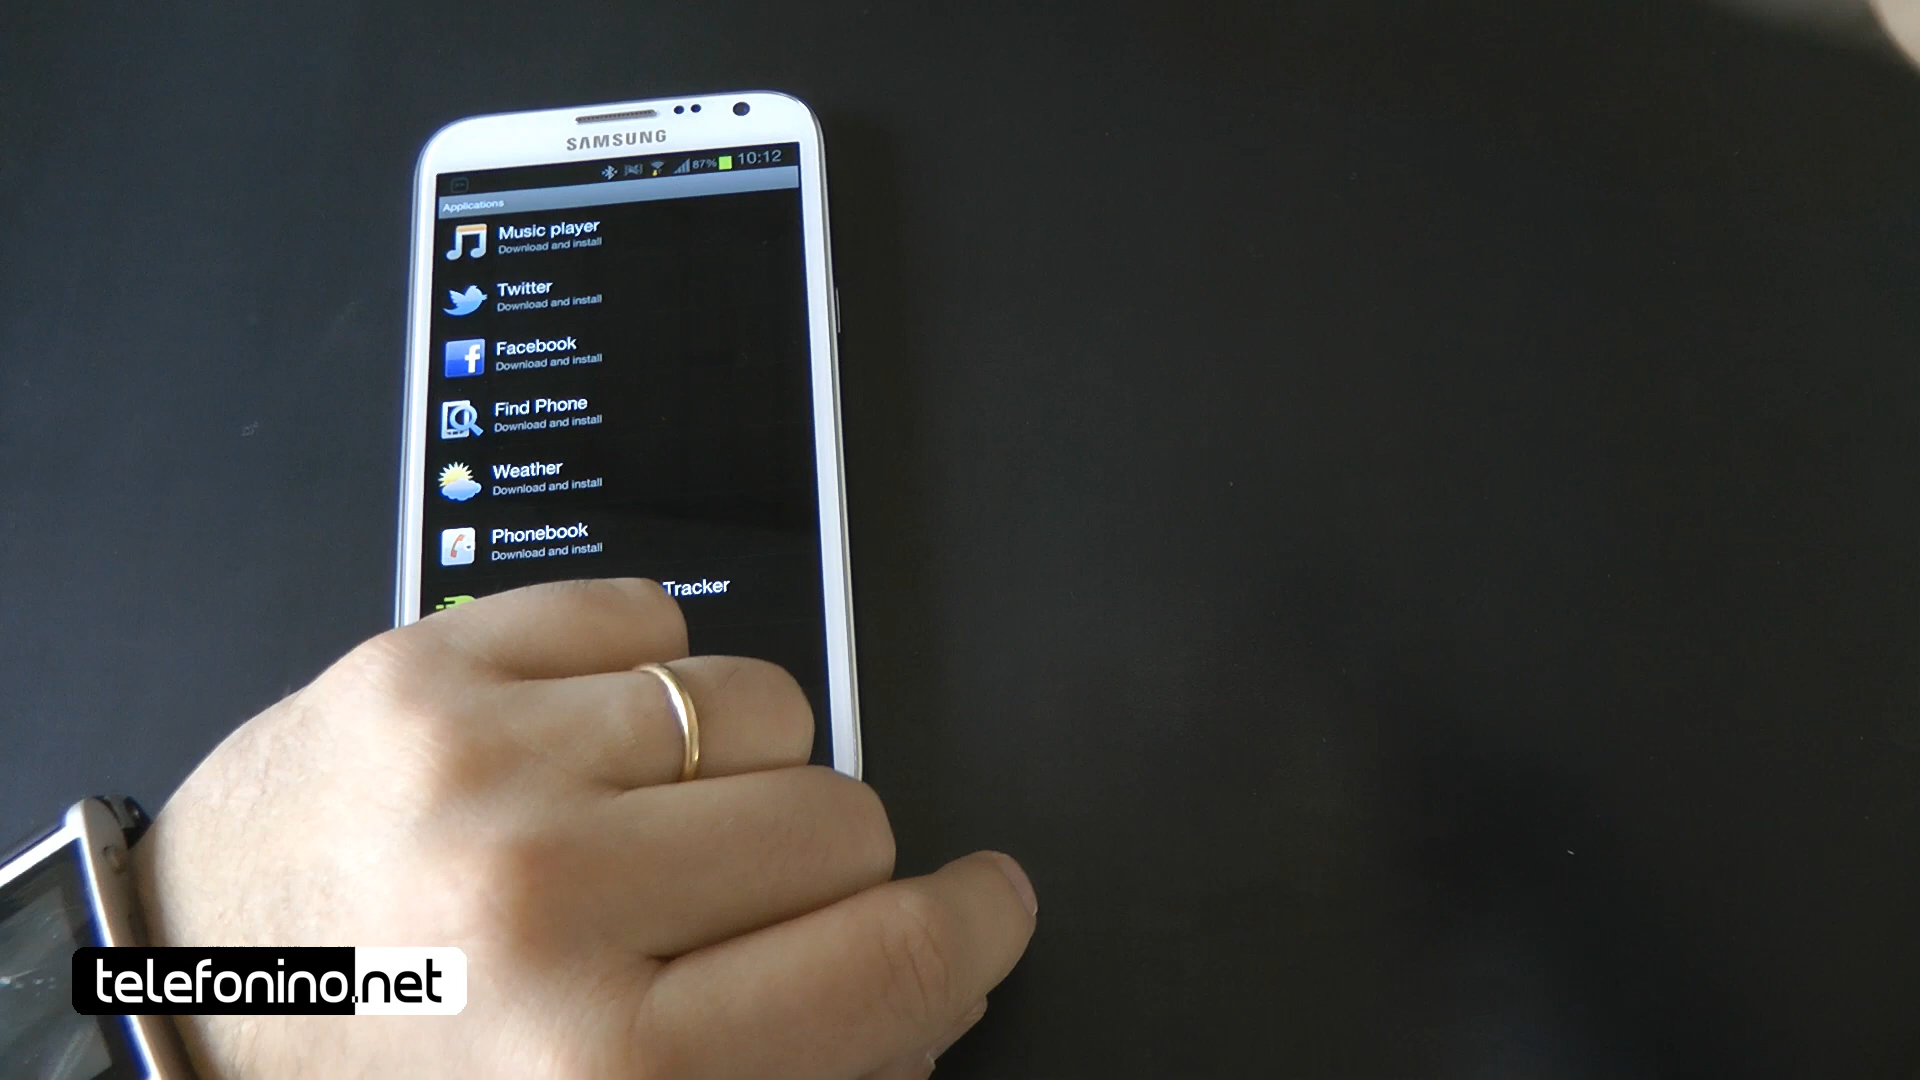 SAMSUNG
87% 10:12
Applications
Music player
Download and install
Twitter
Download and install
Facebook
Download and install
Find Phone
Download and install
Weather
Download and install
Phonebook
Download and install
Tracker
telefonino.net